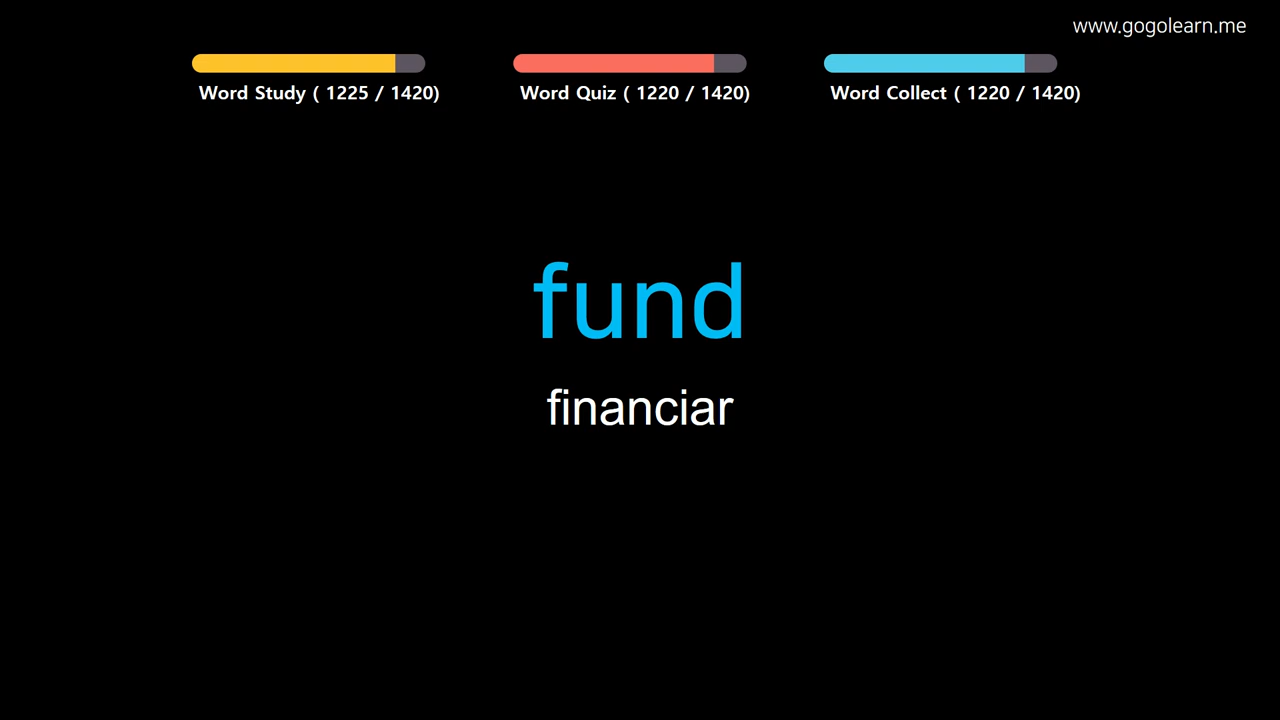 www.gogolearn.me
Word Study ( 1225 / 1420)
Word Quiz ( 1220 / 1420)
Word Collect ( 1220 / 1420)
fund
financiar